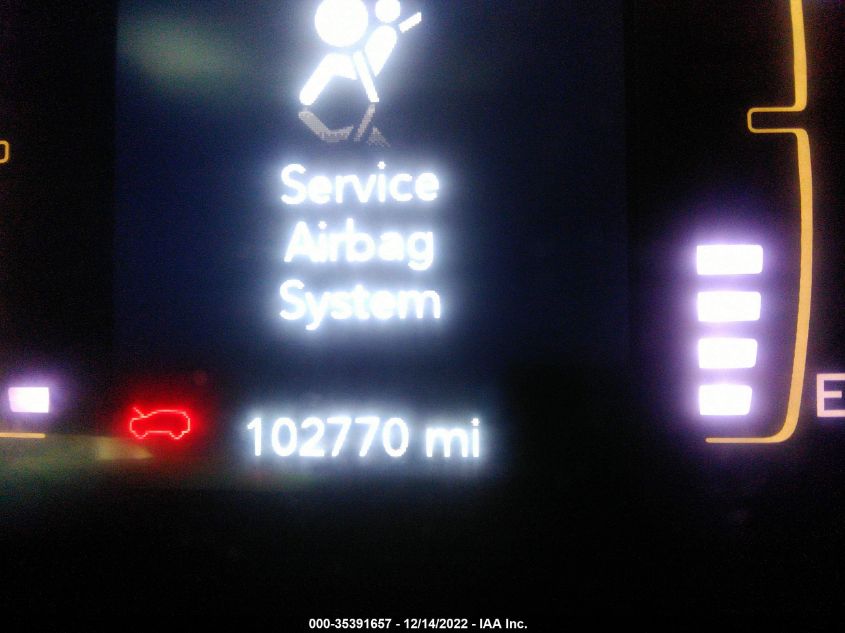 Service
Airbag
System
102770 mi
E
000-35391657 - 12/14/2022 - IAA Inc.